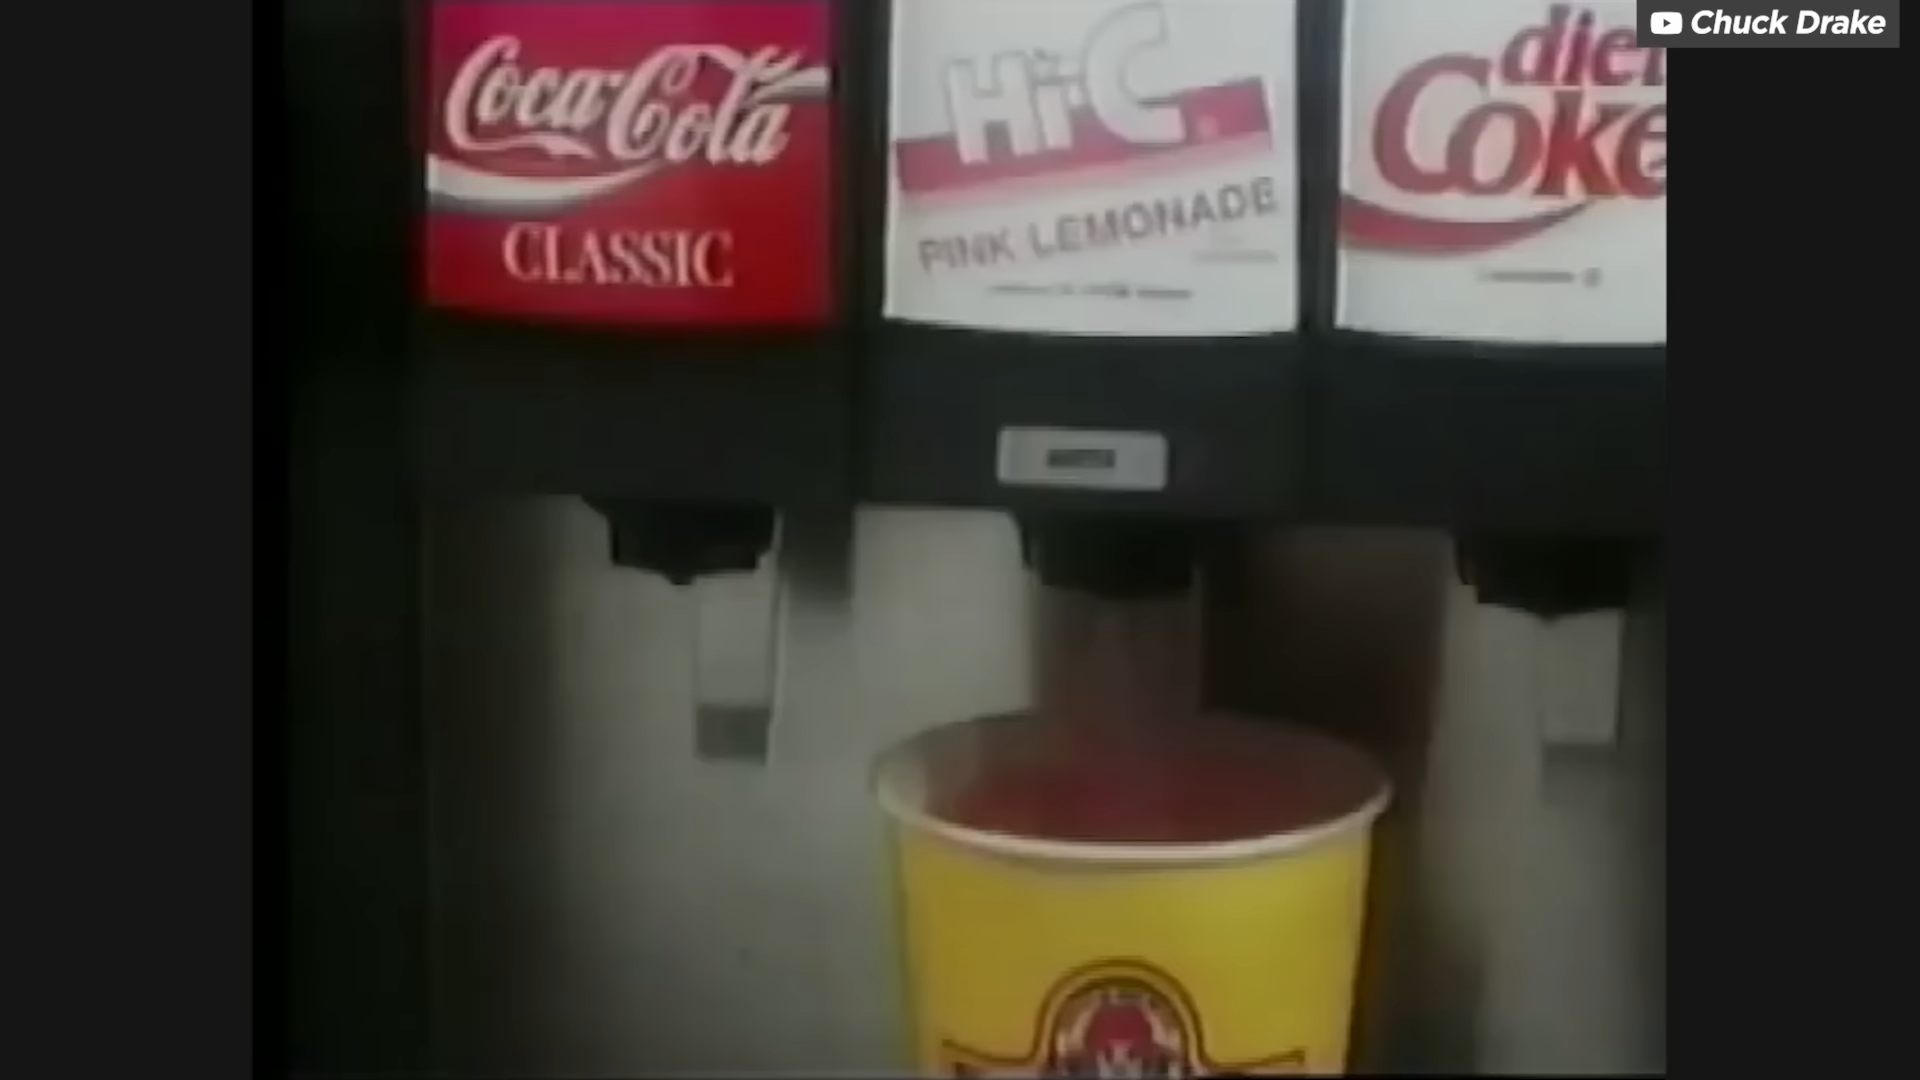 Chuck Drake
Coca-Cola
CLASSIC
Hi-C
PINK LEMONADE
diet
Coke